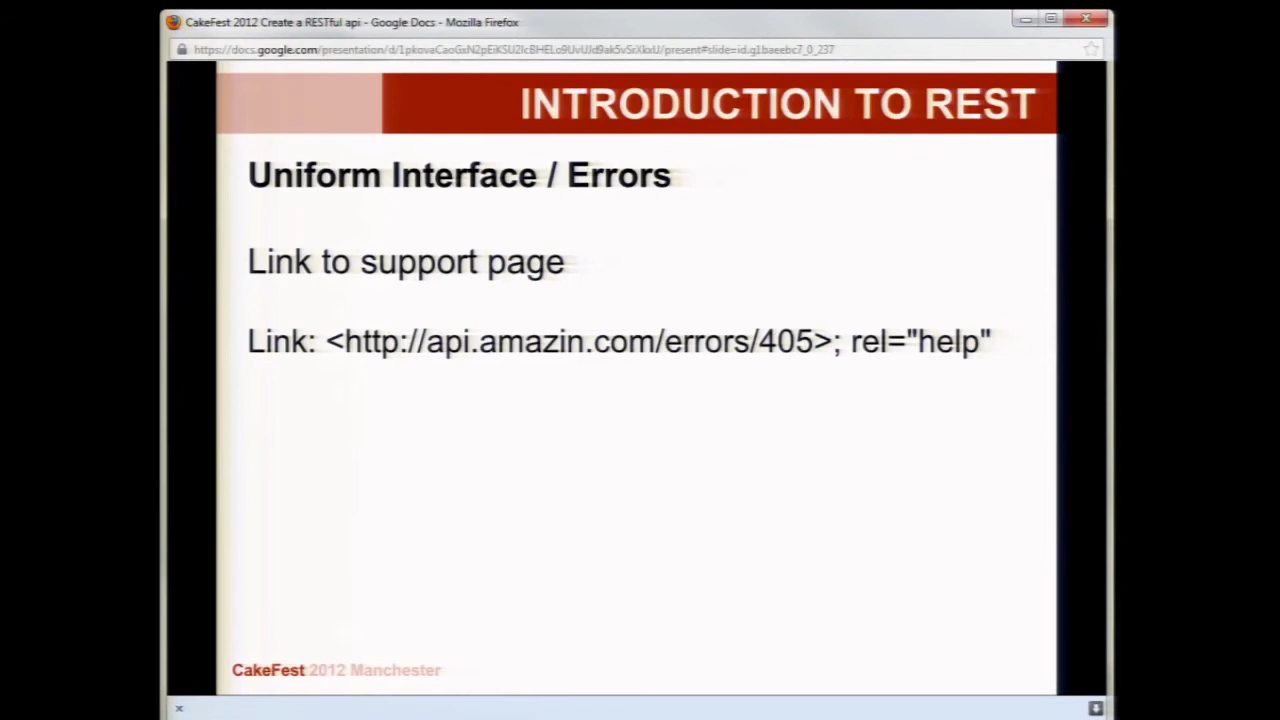 CakeFest 2012 Create a RESTful api - Google Docs - Mozilla Firefox
INTRODUCTION TO REST
Uniform Interface / Errors
Link to support page
Link: <http://api.amazin.com/errors/405>; rel="help"
CakeFest 2012 Manchester